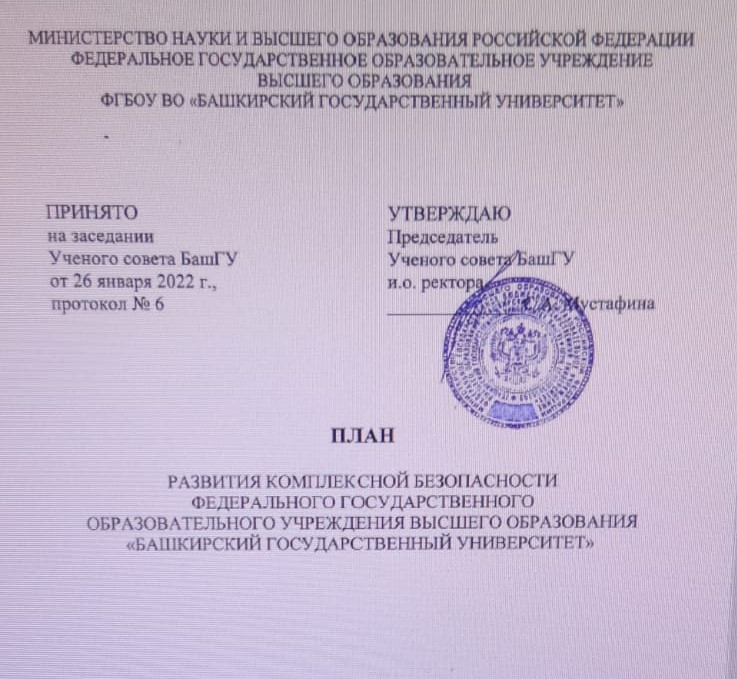 МИНИСТЕРСТВО НАУКИ И ВЫСШЕГО ОБРАЗОВАНИЯ РОССИЙСКОЙ ФЕДЕРАЦИИ
ФЕДЕРАЛЬНОЕ ГОСУДАРСТВЕННОЕ ОБРАЗОВАТЕЛЬНОЕ УЧРЕЖДЕНИЕ
ВЫСШЕГО ОБРАЗОВАНИЯ
ФГБОУ ВО «БАШКИРСКИЙ ГОСУДАРСТВЕННЫЙ УНИВЕРСИТЕТ»
ПРИНЯТО
на заседании
Ученого совета БашГУ
от 26 января 2022 г.,
протокол № 6
УТВЕРЖДАЮ
Председатель
Ученого совета БашГУ
и.о. ректора
С.А. Мустафина
ПЛАН
РАЗВИТИЯ КОМПЛЕКСНОЙ БЕЗОПАСНОСТИ
ФЕДЕРАЛЬНОГО ГОСУДАРСТВЕННОГО
ОБРАЗОВАТЕЛЬНОГО УЧРЕЖДЕНИЯ ВЫСШЕГО ОБРАЗОВАНИЯ
«БАШКИРСКИЙ ГОСУДАРСТВЕННЫЙ УНИВЕРСИТЕТ»